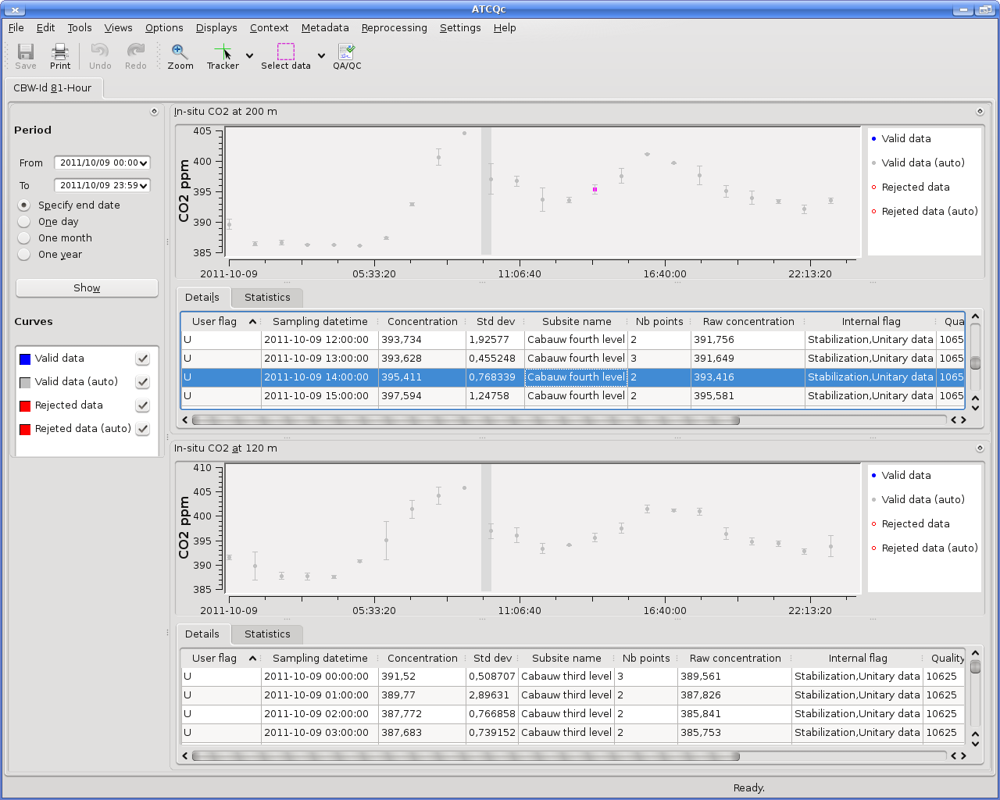 ATCQc
File Edit Tools Views Options Displays Context Metadata Reprocessing Settings Help
Save Print Undo Redo Zoom Tracker Select data QA/QC
CBW-Id 81-Hour
Period
From 2011/10/09 00:00
To 2011/10/09 23:59
Specify end date
One day
One month
One year
Show
Curves
Valid data
Valid data (auto)
Rejected data
Rejeted data (auto)
In-situ CO2 at 200 m
CO2 ppm
405
400
395
390
385
2011-10-09 05:33:20 11:06:40 16:40:00 22:13:20
Valid data
Valid data (auto)
Rejected data
Rejeted data (auto)
Details Statistics
User flag Sampling datetime Concentration Std dev Subsite name Nb points Raw concentration Internal flag Qua
U 2011-10-09 12:00:00 393,734 1,92577 Cabauw fourth level 2 391,756 Stabilization,Unitary data 1065
U 2011-10-09 13:00:00 393,628 0,455248 Cabauw fourth level 3 391,649 Stabilization,Unitary data 1065
U 2011-10-09 14:00:00 395,411 0,768339 Cabauw fourth level 2 393,416 Stabilization,Unitary data 1065
U 2011-10-09 15:00:00 397,594 1,24758 Cabauw fourth level 2 395,581 Stabilization,Unitary data 1065
In-situ CO2 at 120 m
CO2 ppm
410
405
400
395
390
385
2011-10-09 05:33:20 11:06:40 16:40:00 22:13:20
Valid data
Valid data (auto)
Rejected data
Rejeted data (auto)
Details Statistics
User flag Sampling datetime Concentration Std dev Subsite name Nb points Raw concentration Internal flag Quality
U 2011-10-09 00:00:00 391,52 0,508707 Cabauw third level 3 389,561 Stabilization,Unitary data 10625
U 2011-10-09 01:00:00 389,77 2,89631 Cabauw third level 2 387,826 Stabilization,Unitary data 10625
U 2011-10-09 02:00:00 387,772 0,766858 Cabauw third level 2 385,841 Stabilization,Unitary data 10625
U 2011-10-09 03:00:00 387,683 0,739152 Cabauw third level 2 385,753 Stabilization,Unitary data 10625
Ready.